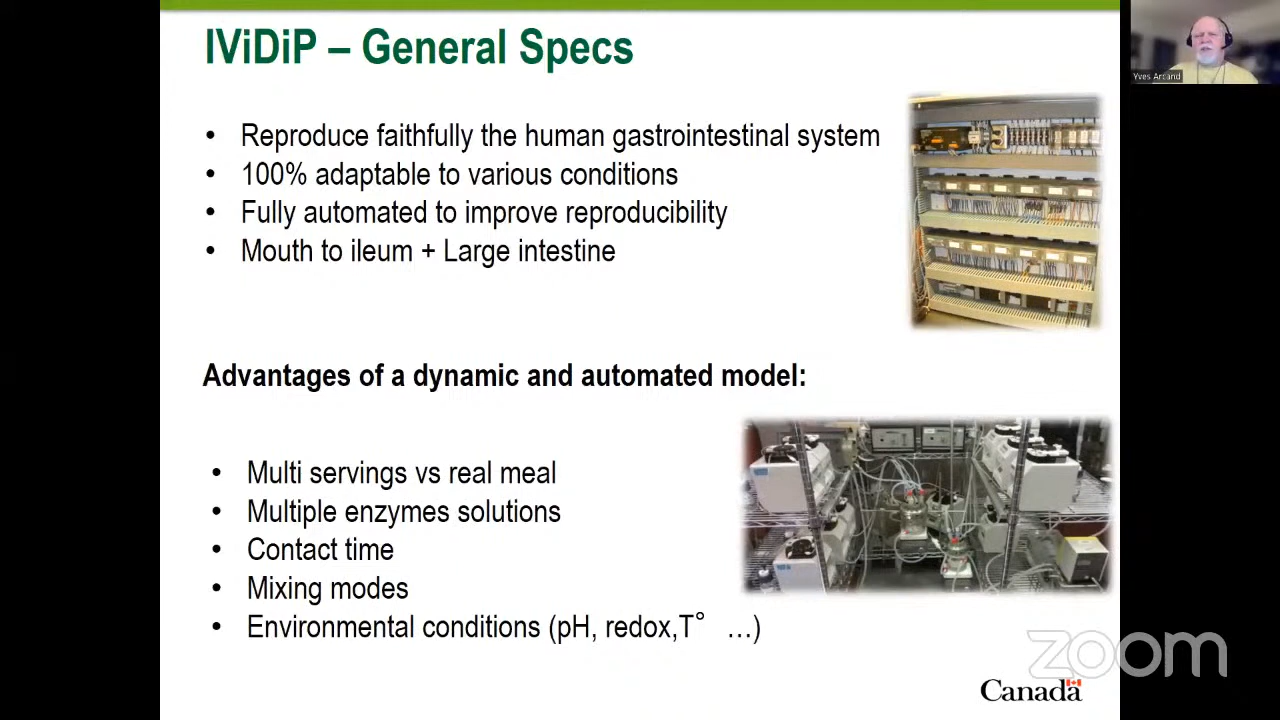 IViDiP – General Specs
Yves Arcand
• Reproduce faithfully the human gastrointestinal system
• 100% adaptable to various conditions
• Fully automated to improve reproducibility
• Mouth to ileum + Large intestine
Advantages of a dynamic and automated model:
• Multi servings vs real meal
• Multiple enzymes solutions
• Contact time
• Mixing modes
• Environmental conditions (pH, redox,T° …)
zoom
Canada